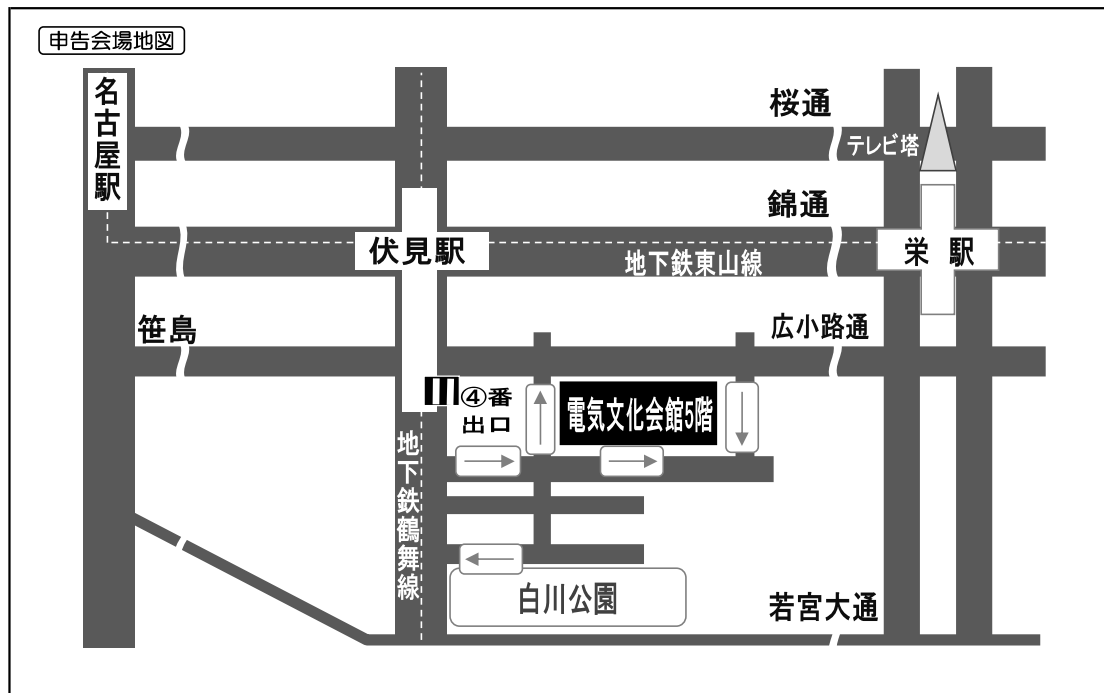 申告会場地図
名古屋駅
桜通
テレビ塔
錦通
伏見駅
栄駅
地下鉄東山線
笹島
広小路通
④番
出口
電気文化会館5階
地下鉄鶴舞線
白川公園
若宮大通